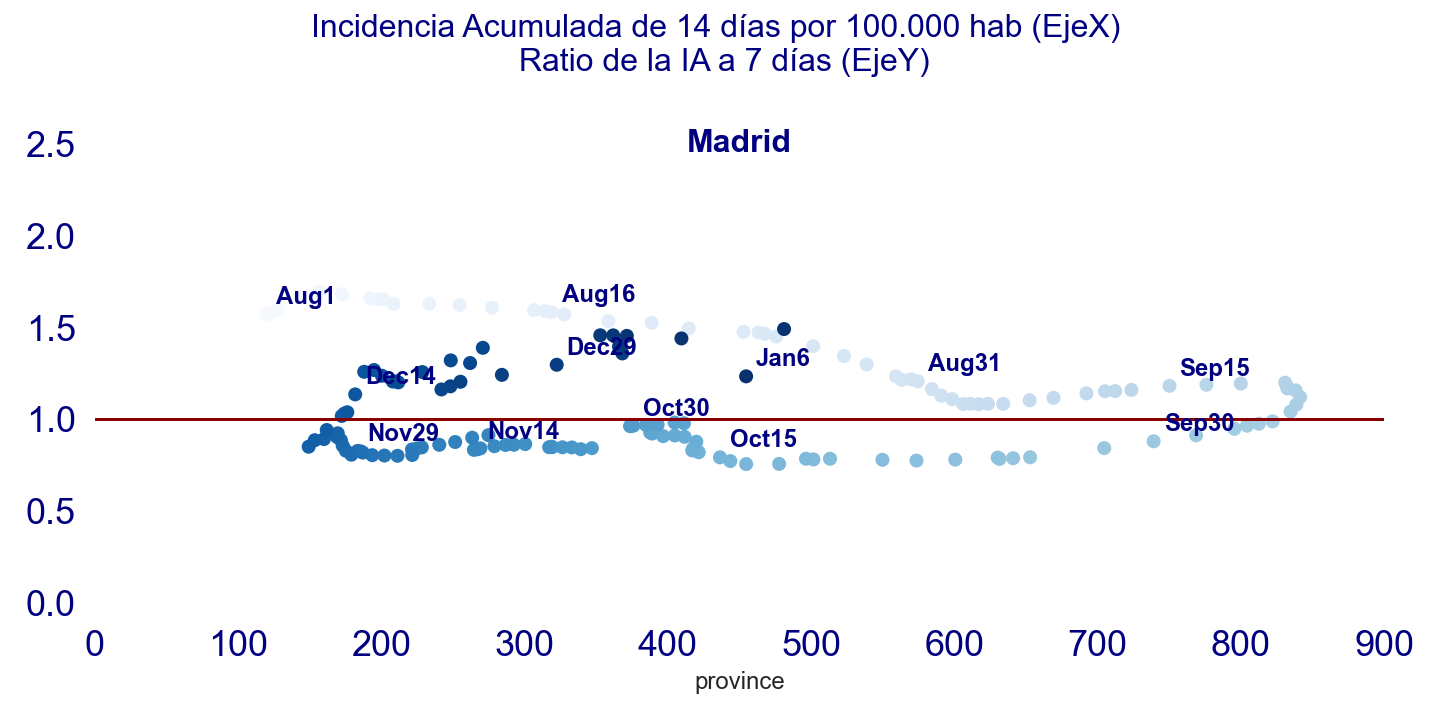 Incidencia Acumulada de 14 días por 100.000 hab (EjeX)
Ratio de la IA a 7 días (EjeY)
Madrid
2.5
2.0
1.5
1.0
0.5
0.0
Aug1
Aug16
Dec29
Jan6
Aug31
Sep15
Dec14
Oct30
Sep30
Nov29
Nov14
Oct15
0 100 200 300 400 500 600 700 800 900
province